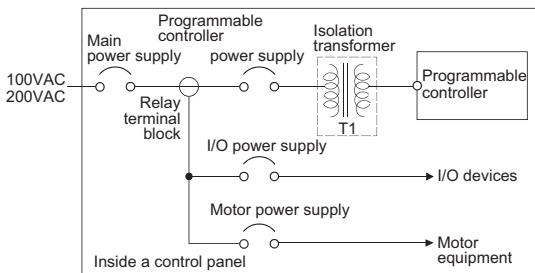 Main
power supply
Programmable
controller
power supply
Isolation
transformer
100VAC
200VAC
Relay
terminal
block
T1
Programmable
controller
I/O power supply
I/O devices
Motor power supply
Motor
equipment
Inside a control panel